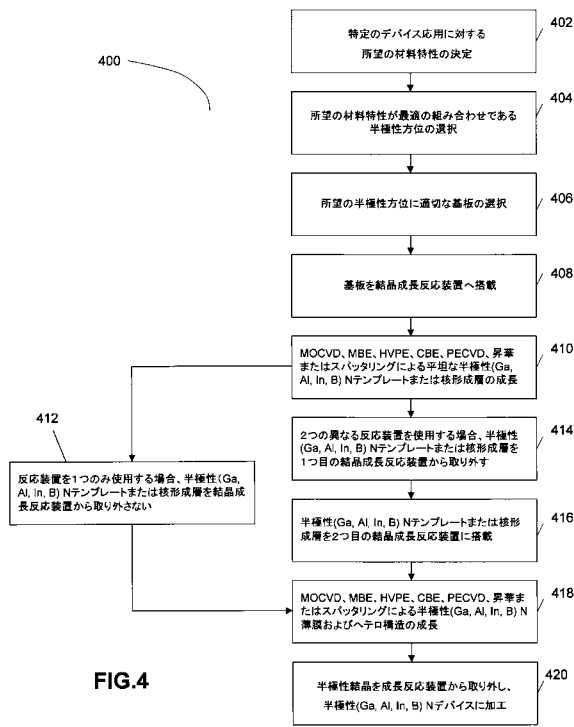 400
特定のデバイス応用に対する
所望の材料特性の決定
402
所望の材料特性が最適の組み合わせである
半極性方位の選択
404
所望の半極性方位に適切な基板の選択
406
基板を結晶成長反応装置へ搭載
408
MOCVD、MBE、HVPE、CBE、PECVD、昇華
またはスパッタリングによる平坦な半極性(Ga,
Al, In, B) Nテンプレートまたは核形成層の成長
410
412
反応装置を1つのみ使用する場合、半極性(Ga,
Al, In, B) Nテンプレートまたは核形成層を結晶成
長反応装置から取り外さない
2つの異なる反応装置を使用する場合、半極性
(Ga, Al, In, B) Nテンプレートまたは核形成層を
1つ目の結晶成長反応装置から取り外す
414
半極性(Ga, Al, In, B) Nテンプレートまたは核形
成層を2つ目の結晶成長反応装置に搭載
416
MOCVD、MBE、HVPE、CBE、PECVD、昇華ま
たはスパッタリングによる半極性(Ga, Al, In, B) N
薄膜およびヘテロ構造の成長
418
半極性結晶を成長反応装置から取り外し、
半極性(Ga, Al, In, B) Nデバイスに加工
420
FIG.4